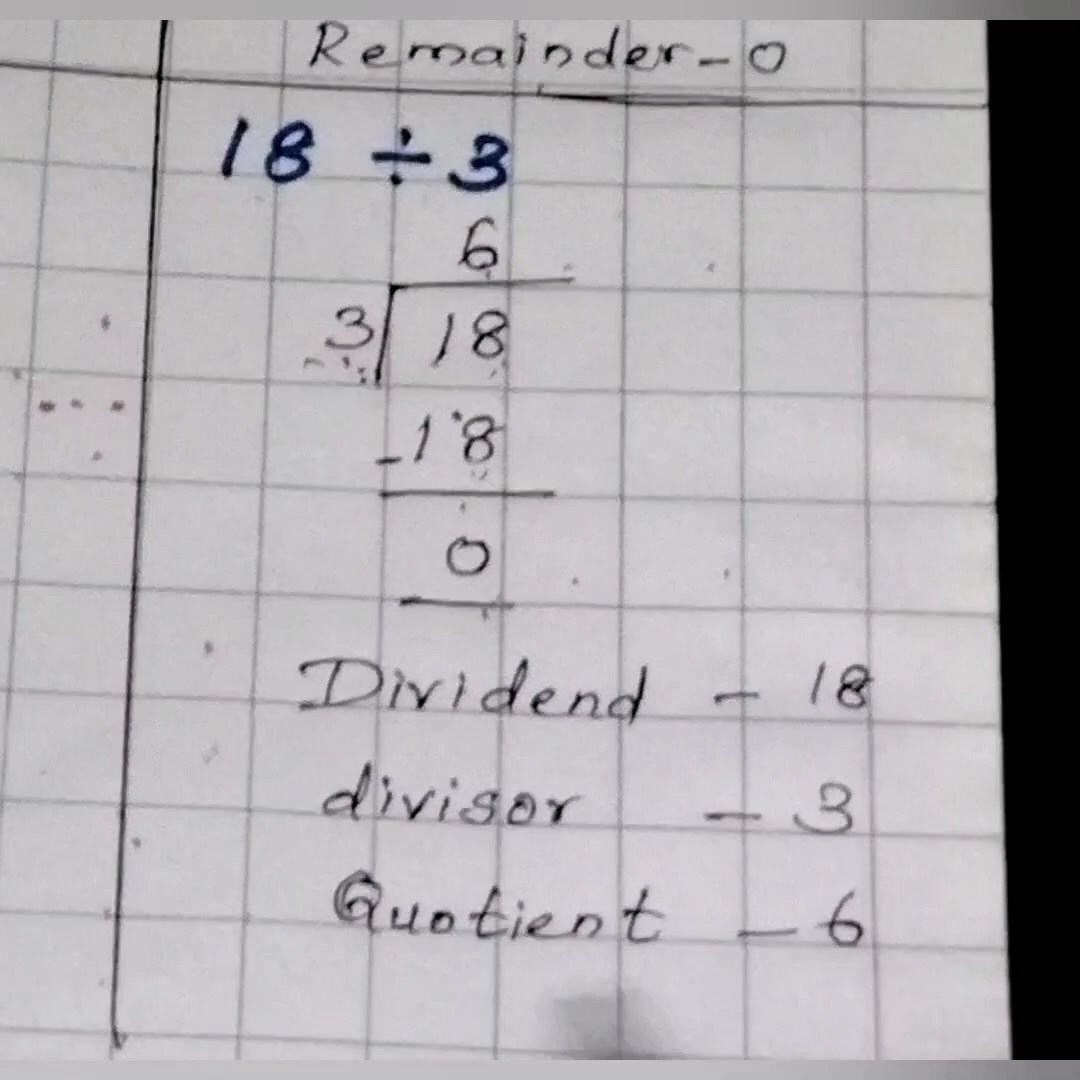 Remainder - 0
18 ÷ 3
6
3 18
- 18
0
Dividend - 18
divisor - 3
Quotient - 6